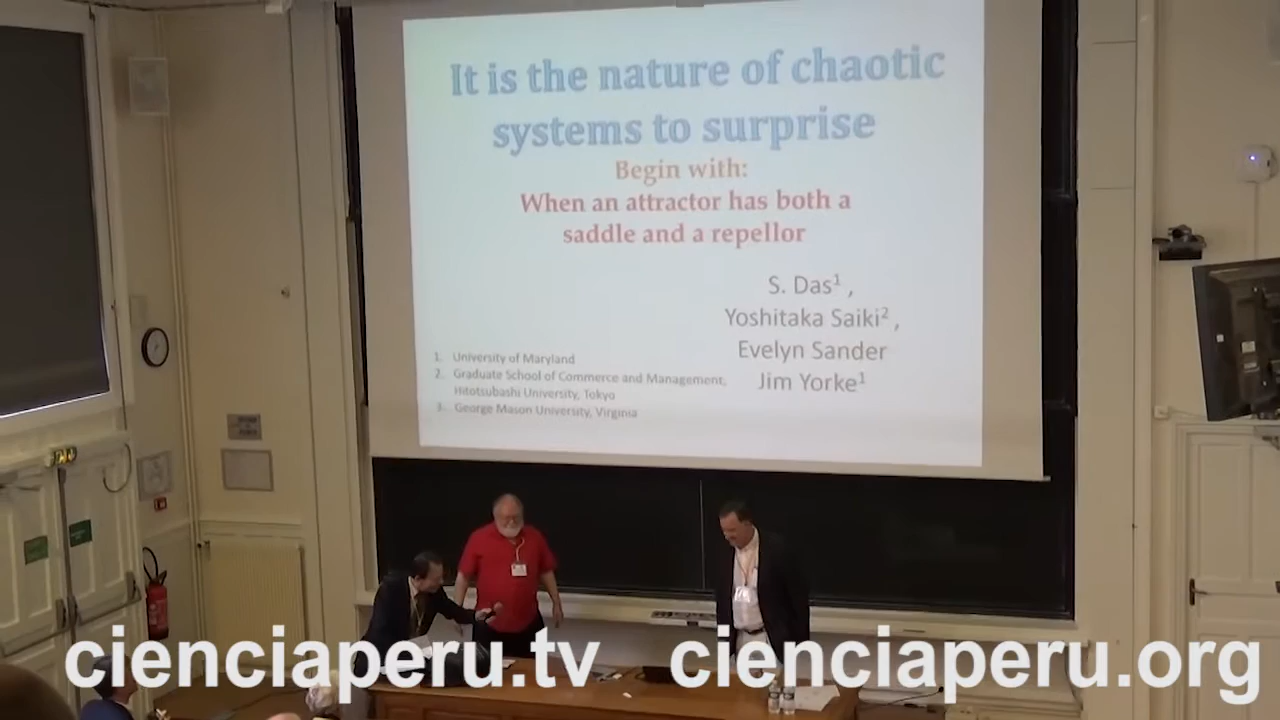 It is the nature of chaotic
systems to surprise
Begin with:
When an attractor has both a
saddle and a repellor
S. Das¹ ,
Yoshitaka Saiki² ,
Evelyn Sander
Jim Yorke¹
1. University of Maryland
2. Graduate School of Commerce and Management,
Hitotsubashi University, Tokyo
3. George Mason University, Virginia
cienciaperu.tv cienciaperu.org